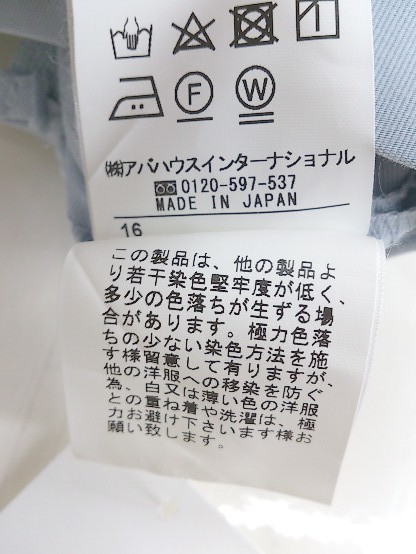 F
W
㈱アバハウスインターナショナル
0120-597-537
MADE IN JAPAN
16
この製品は、他の製品よ
り若干染色堅牢度が低く、
多少の色落ちが生ずる場
合があります。極力色落
ちの少ない染色方法を施
す様留意して有りますが、
他の洋服への移染を防ぐ
為、白又は薄い色の洋服
との重ね着や洗濯は、極
力お避け下さいます様お
願い致します。